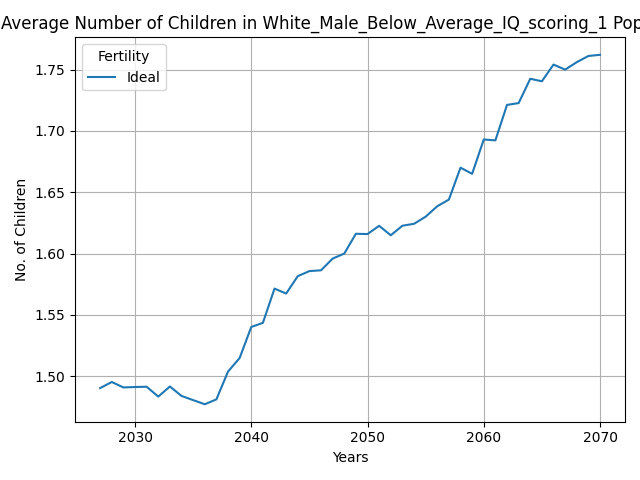 Average Number of Children in White_Male_Below_Average_IQ_scoring_1 Pop
Fertility
Ideal
1.75
1.70
1.65
1.60
1.55
1.50
No. of Children
2030 2040 2050 2060 2070
Years